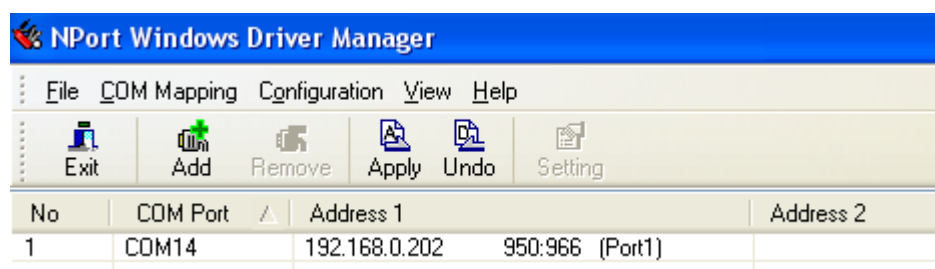 NPort Windows Driver Manager
File COM Mapping Configuration View Help
Exit Add Remove Apply Undo Setting
No COM Port Address 1 Address 2
1 COM14 192.168.0.202 950:966 (Port1)